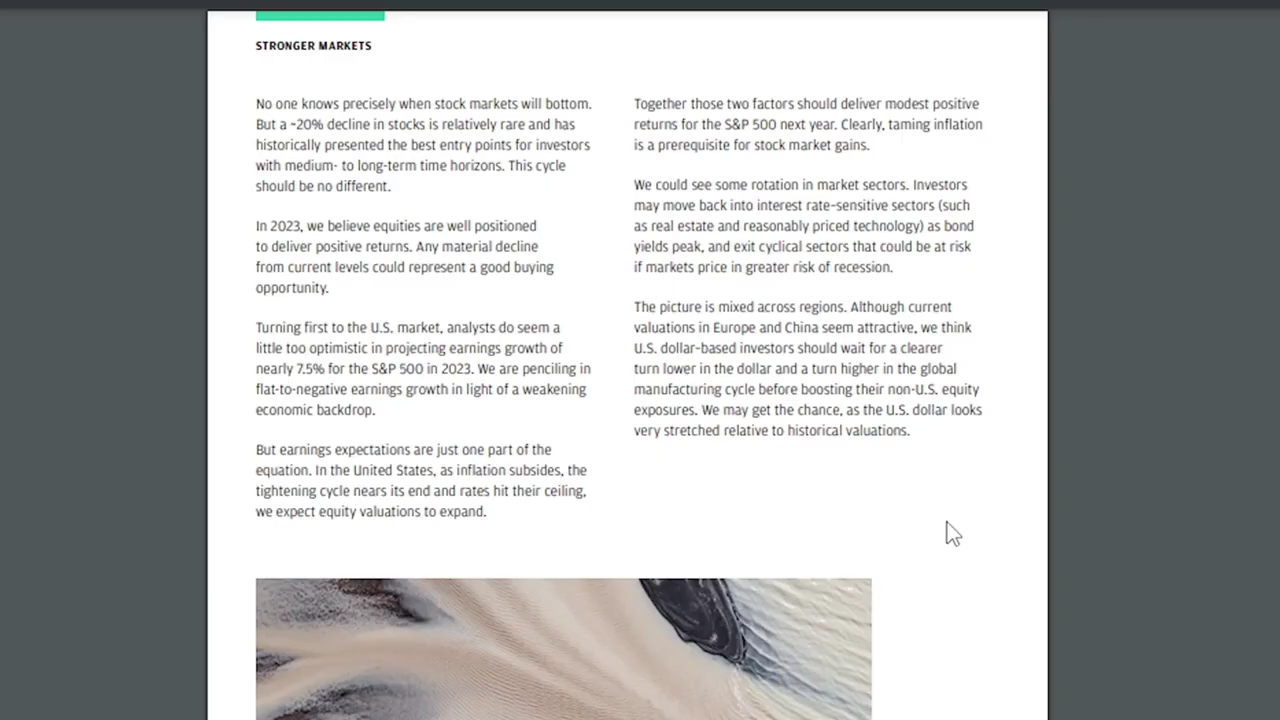 STRONGER MARKETS
No one knows precisely when stock markets will bottom.
But a ~20% decline in stocks is relatively rare and has
historically presented the best entry points for investors
with medium- to long-term time horizons. This cycle
should be no different.
In 2023, we believe equities are well positioned
to deliver positive returns. Any material decline
from current levels could represent a good buying
opportunity.
Turning first to the U.S. market, analysts do seem a
little too optimistic in projecting earnings growth of
nearly 7.5% for the S&P 500 in 2023. We are penciling in
flat-to-negative earnings growth in light of a weakening
economic backdrop.
But earnings expectations are just one part of the
equation. In the United States, as inflation subsides, the
tightening cycle nears its end and rates hit their ceiling,
we expect equity valuations to expand.
Together those two factors should deliver modest positive
returns for the S&P 500 next year. Clearly, taming inflation
is a prerequisite for stock market gains.
We could see some rotation in market sectors. Investors
may move back into interest rate–sensitive sectors (such
as real estate and reasonably priced technology) as bond
yields peak, and exit cyclical sectors that could be at risk
if markets price in greater risk of recession.
The picture is mixed across regions. Although current
valuations in Europe and China seem attractive, we think
U.S. dollar–based investors should wait for a clearer
turn lower in the dollar and a turn higher in the global
manufacturing cycle before boosting their non-U.S. equity
exposures. We may get the chance, as the U.S. dollar looks
very stretched relative to historical valuations.